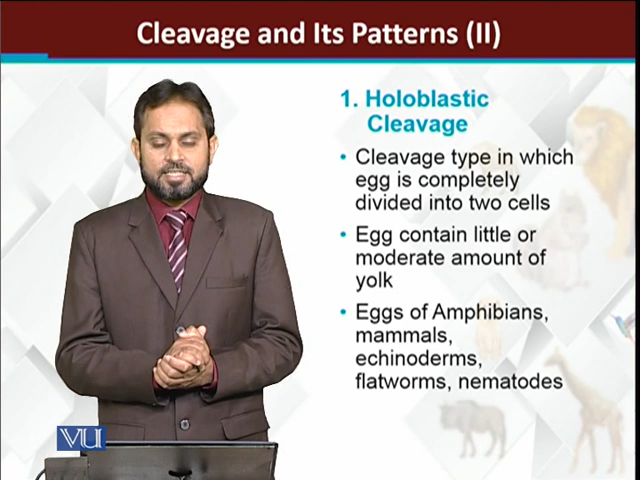 Cleavage and Its Patterns (II)
1. Holoblastic
Cleavage
• Cleavage type in which
egg is completely
divided into two cells
• Egg contain little or
moderate amount of
yolk
• Eggs of Amphibians,
mammals,
echinoderms,
flatworms, nematodes
VU